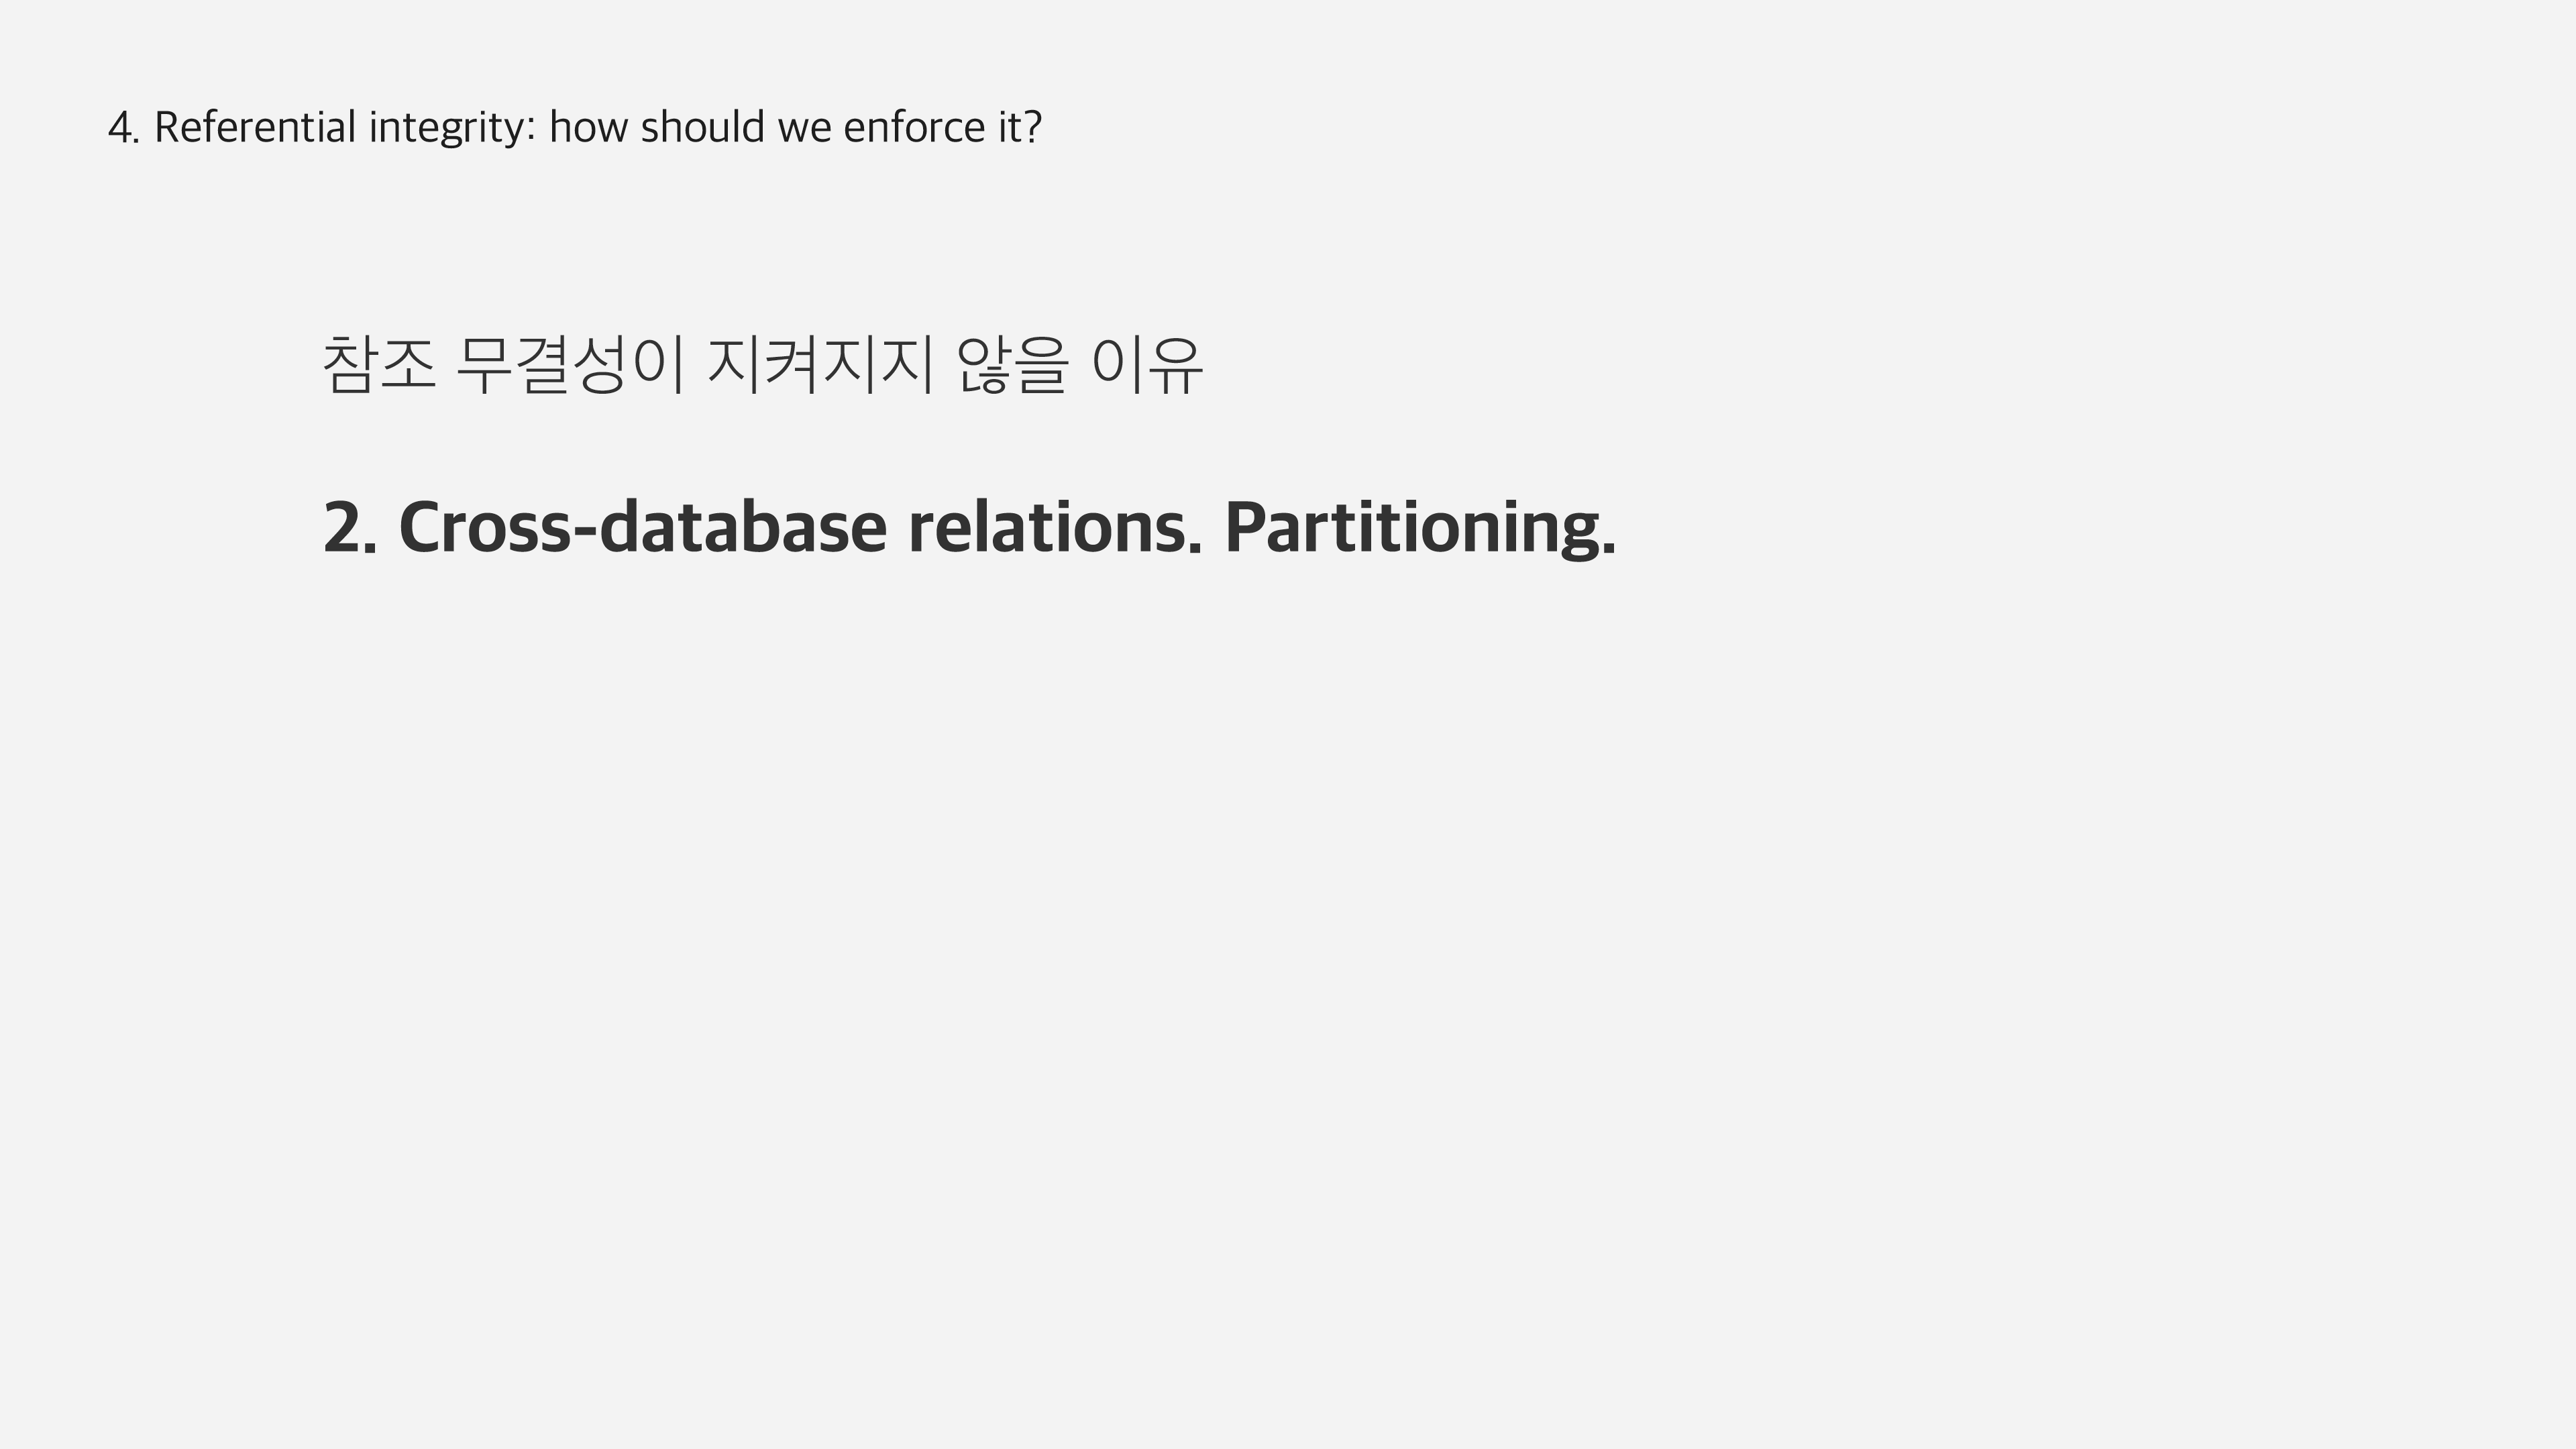 4. Referential integrity: how should we enforce it?
참조 무결성이 지켜지지 않을 이유
2. Cross-database relations. Partitioning.